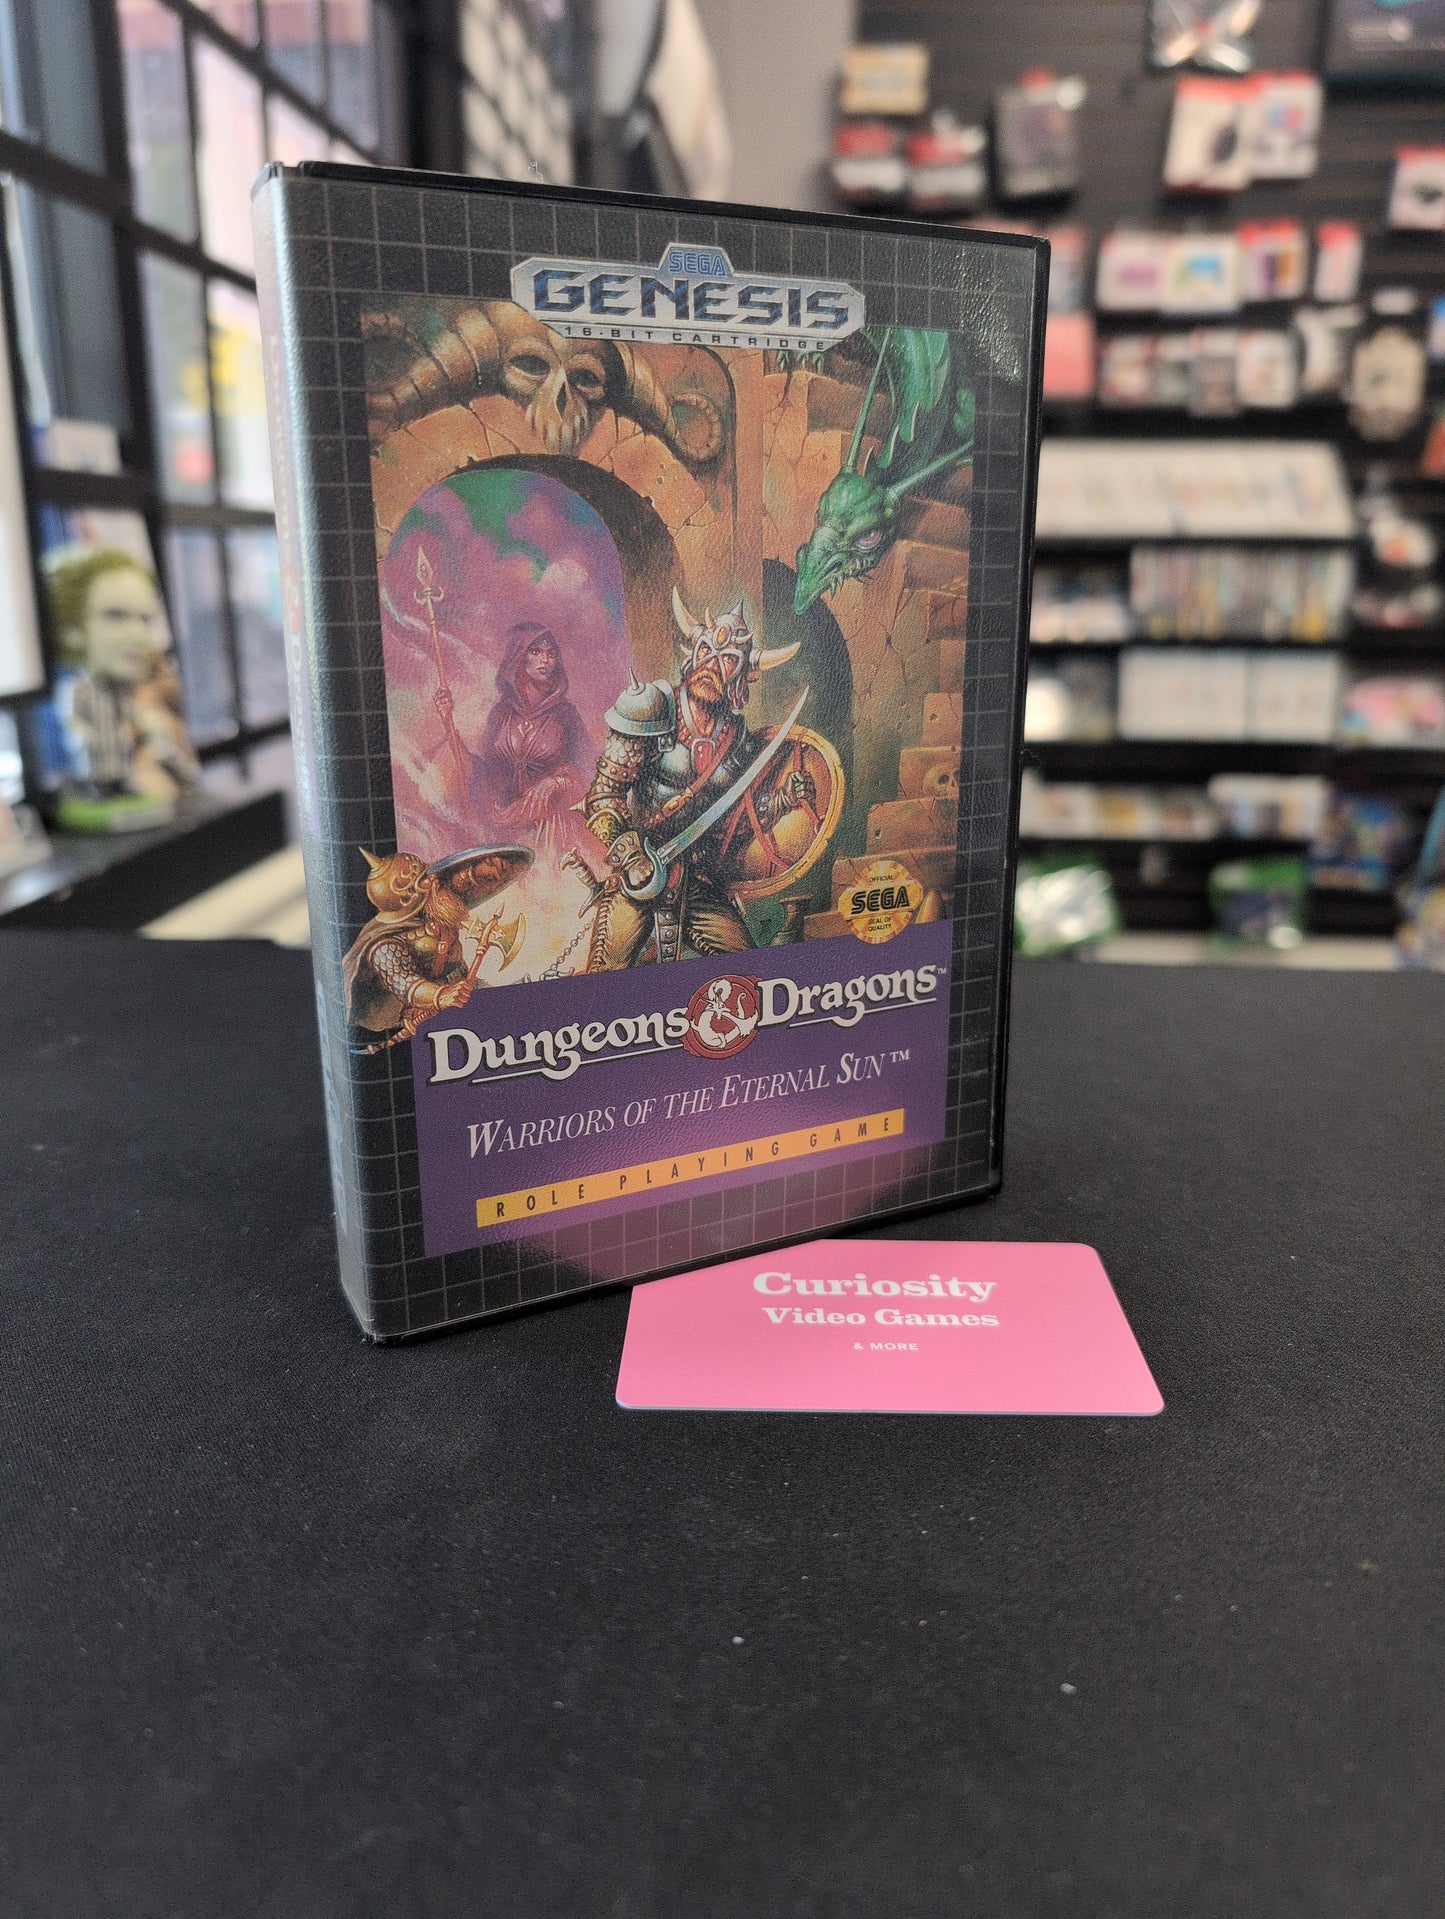 SEGA
GENESIS
16-BIT CARTRIDGE
OFFICIAL
SEGA
SEAL OF
QUALITY
Dungeons & Dragons™
WARRIORS OF THE ETERNAL SUN™
ROLE PLAYING GAME
Curiosity
Video Games
& MORE